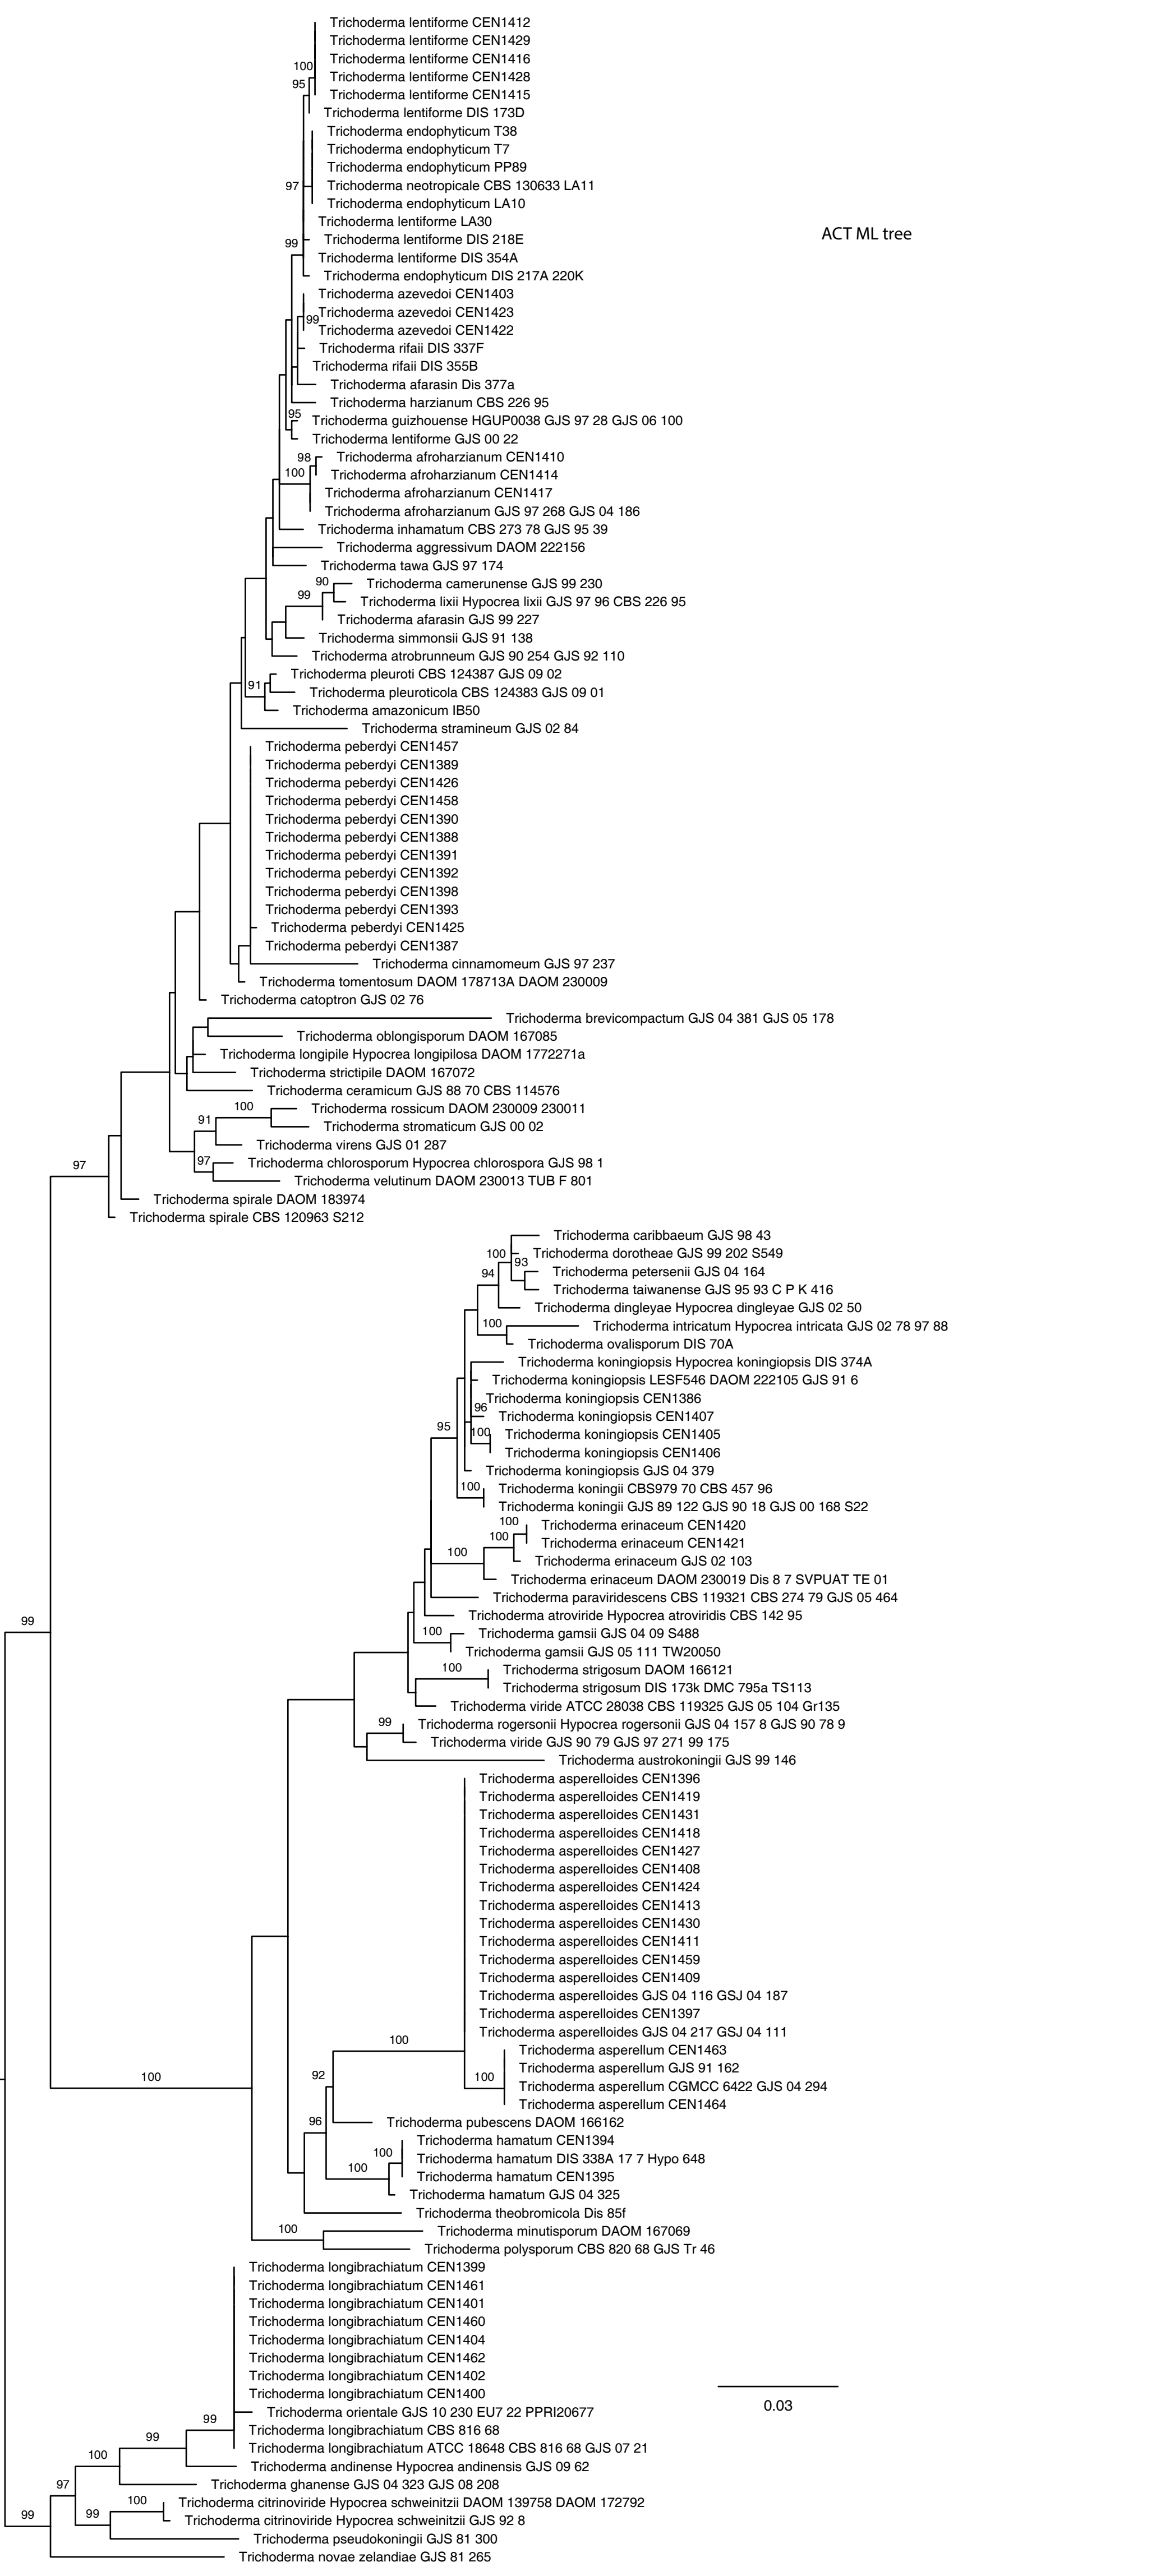 Trichoderma lentiforme CEN1412
Trichoderma lentiforme CEN1429
Trichoderma lentiforme CEN1416
100
Trichoderma lentiforme CEN1428
95
Trichoderma lentiforme CEN1415
Trichoderma lentiforme DIS 173D
Trichoderma endophyticum T38
Trichoderma endophyticum T7
Trichoderma endophyticum PP89
97
Trichoderma neotropicale CBS 130633 LA11
Trichoderma endophyticum LA10
Trichoderma lentiforme LA30
ACT ML tree
99
Trichoderma lentiforme DIS 218E
Trichoderma lentiforme DIS 354A
Trichoderma endophyticum DIS 217A 220K
Trichoderma azevedoi CEN1403
Trichoderma azevedoi CEN1423
99
Trichoderma azevedoi CEN1422
Trichoderma rifaii DIS 337F
Trichoderma rifaii DIS 355B
Trichoderma afarasin Dis 377a
Trichoderma harzianum CBS 226 95
95
Trichoderma guizhouense HGUP0038 GJS 97 28 GJS 06 100
Trichoderma lentiforme GJS 00 22
98
Trichoderma afroharzianum CEN1410
100
Trichoderma afroharzianum CEN1414
Trichoderma afroharzianum CEN1417
Trichoderma afroharzianum GJS 97 268 GJS 04 186
Trichoderma inhamatum CBS 273 78 GJS 95 39
Trichoderma aggressivum DAOM 222156
Trichoderma tawa GJS 97 174
90
Trichoderma camerunense GJS 99 230
99
Trichoderma lixii Hypocrea lixii GJS 97 96 CBS 226 95
Trichoderma afarasin GJS 99 227
Trichoderma simmonsii GJS 91 138
Trichoderma atrobrunneum GJS 90 254 GJS 92 110
Trichoderma pleuroti CBS 124387 GJS 09 02
91
Trichoderma pleuroticola CBS 124383 GJS 09 01
Trichoderma amazonicum IB50
Trichoderma stramineum GJS 02 84
Trichoderma peberdyi CEN1457
Trichoderma peberdyi CEN1389
Trichoderma peberdyi CEN1426
Trichoderma peberdyi CEN1458
Trichoderma peberdyi CEN1390
Trichoderma peberdyi CEN1388
Trichoderma peberdyi CEN1391
Trichoderma peberdyi CEN1392
Trichoderma peberdyi CEN1398
Trichoderma peberdyi CEN1393
Trichoderma peberdyi CEN1425
Trichoderma peberdyi CEN1387
Trichoderma cinnamomeum GJS 97 237
Trichoderma tomentosum DAOM 178713A DAOM 230009
Trichoderma catoptron GJS 02 76
Trichoderma brevicompactum GJS 04 381 GJS 05 178
Trichoderma oblongisporum DAOM 167085
Trichoderma longipile Hypocrea longipilosa DAOM 1772271a
Trichoderma strictipile DAOM 167072
Trichoderma ceramicum GJS 88 70 CBS 114576
100
Trichoderma rossicum DAOM 230009 230011
91
Trichoderma stromaticum GJS 00 02
Trichoderma virens GJS 01 287
97
97
Trichoderma chlorosporum Hypocrea chlorospora GJS 98 1
Trichoderma velutinum DAOM 230013 TUB F 801
Trichoderma spirale DAOM 183974
Trichoderma spirale CBS 120963 S212
Trichoderma caribbaeum GJS 98 43
100
Trichoderma dorotheae GJS 99 202 S549
93
94
Trichoderma petersenii GJS 04 164
Trichoderma taiwanense GJS 95 93 C P K 416
Trichoderma dingleyae Hypocrea dingleyae GJS 02 50
100
Trichoderma intricatum Hypocrea intricata GJS 02 78 97 88
Trichoderma ovalisporum DIS 70A
Trichoderma koningiopsis Hypocrea koningiopsis DIS 374A
Trichoderma koningiopsis LESF546 DAOM 222105 GJS 91 6
Trichoderma koningiopsis CEN1386
96
Trichoderma koningiopsis CEN1407
95
100
Trichoderma koningiopsis CEN1405
Trichoderma koningiopsis CEN1406
Trichoderma koningiopsis GJS 04 379
100
Trichoderma koningii CBS979 70 CBS 457 96
Trichoderma koningii GJS 89 122 GJS 90 18 GJS 00 168 S22
100
Trichoderma erinaceum CEN1420
100
Trichoderma erinaceum CEN1421
100
Trichoderma erinaceum GJS 02 103
Trichoderma erinaceum DAOM 230019 Dis 8 7 SVPUAT TE 01
Trichoderma paraviridescens CBS 119321 CBS 274 79 GJS 05 464
Trichoderma atroviride Hypocrea atroviridis CBS 142 95
99
100
Trichoderma gamsii GJS 04 09 S488
Trichoderma gamsii GJS 05 111 TW20050
100
Trichoderma strigosum DAOM 166121
Trichoderma strigosum DIS 173k DMC 795a TS113
Trichoderma viride ATCC 28038 CBS 119325 GJS 05 104 Gr135
99
Trichoderma rogersonii Hypocrea rogersonii GJS 04 157 8 GJS 90 78 9
Trichoderma viride GJS 90 79 GJS 97 271 99 175
Trichoderma austrokoningii GJS 99 146
Trichoderma asperelloides CEN1396
Trichoderma asperelloides CEN1419
Trichoderma asperelloides CEN1431
Trichoderma asperelloides CEN1418
Trichoderma asperelloides CEN1427
Trichoderma asperelloides CEN1408
Trichoderma asperelloides CEN1424
Trichoderma asperelloides CEN1413
Trichoderma asperelloides CEN1430
Trichoderma asperelloides CEN1411
Trichoderma asperelloides CEN1459
Trichoderma asperelloides CEN1409
Trichoderma asperelloides GJS 04 116 GSJ 04 187
Trichoderma asperelloides CEN1397
Trichoderma asperelloides GJS 04 217 GSJ 04 111
100
Trichoderma asperellum CEN1463
Trichoderma asperellum GJS 91 162
92
100
100
Trichoderma asperellum CGMCC 6422 GJS 04 294
Trichoderma asperellum CEN1464
96
Trichoderma pubescens DAOM 166162
Trichoderma hamatum CEN1394
100
Trichoderma hamatum DIS 338A 17 7 Hypo 648
100
Trichoderma hamatum CEN1395
Trichoderma hamatum GJS 04 325
Trichoderma theobromicola Dis 85f
100
Trichoderma minutisporum DAOM 167069
Trichoderma polysporum CBS 820 68 GJS Tr 46
Trichoderma longibrachiatum CEN1399
Trichoderma longibrachiatum CEN1461
Trichoderma longibrachiatum CEN1401
Trichoderma longibrachiatum CEN1460
Trichoderma longibrachiatum CEN1404
Trichoderma longibrachiatum CEN1462
Trichoderma longibrachiatum CEN1402
Trichoderma longibrachiatum CEN1400
0.03
99
Trichoderma orientale GJS 10 230 EU7 22 PPRI20677
Trichoderma longibrachiatum CBS 816 68
99
Trichoderma longibrachiatum ATCC 18648 CBS 816 68 GJS 07 21
100
Trichoderma andinense Hypocrea andinensis GJS 09 62
Trichoderma ghanense GJS 04 323 GJS 08 208
97
100
Trichoderma citrinoviride Hypocrea schweinitzii DAOM 139758 DAOM 172792
99
99
Trichoderma citrinoviride Hypocrea schweinitzii GJS 92 8
Trichoderma pseudokoningii GJS 81 300
Trichoderma novae zelandiae GJS 81 265